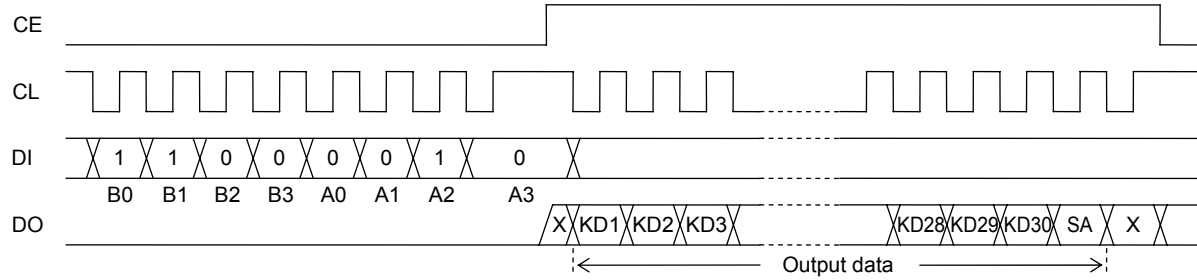 CE
CL
DI 1 1 0 0 0 0 1 0
B0 B1 B2 B3 A0 A1 A2 A3
DO X KD1 KD2 KD3 KD28 KD29 KD30 SA X
Output data